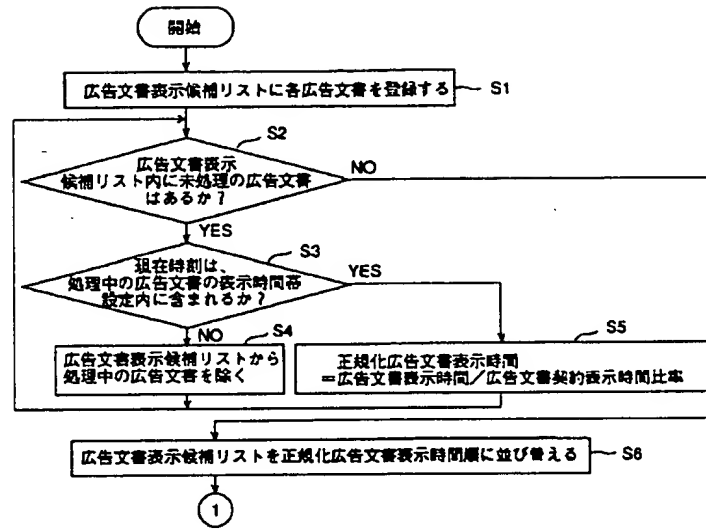 開始
広告文書表示候補リストに各広告文書を登録する
S1
S2
広告文書表示
候補リスト内に未処理の広告文書
はあるか？
NO
YES
S3
現在時刻は、
処理中の広告文書の表示時間帯
設定内に含まれるか？
YES
NO
S4
広告文書表示候補リストから
処理中の広告文書を除く
S5
正規化広告文書表示時間
＝広告文書表示時間／広告文書契約表示時間比率
広告文書表示候補リストを正規化広告文書表示時間順に並び替える
S6
1